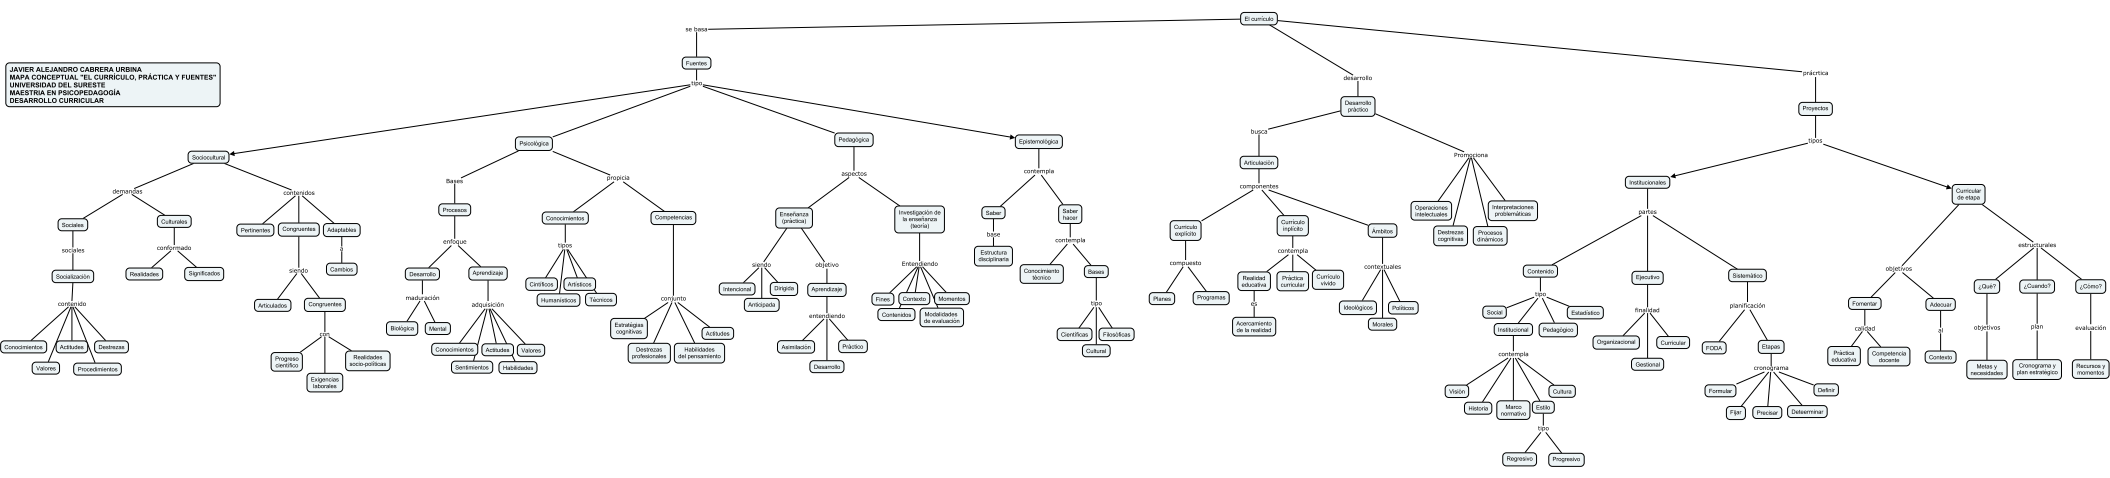 El currículo
se basa
Fuentes
JAVIER ALEJANDRO CABRERA URBINA
MAPA CONCEPTUAL "EL CURRÍCULO, PRÁCTICA Y FUENTES"
UNIVERSIDAD DEL SURESTE
MAESTRIA EN PSICOPEDAGOGÍA
DESARROLLO CURRICULAR
tipo
Sociocultural
demandas
Sociales
sociales
Socialización
contenido
Conocimientos
Actitudes
Destrezas
Valores
Procedimientos
Culturales
conformado
Realidades
Significados
contenidos
Pertinentes
Congruentes
Adaptables
a
Cambios
siendo
Articulados
Congruentes
con
Progreso
científico
Exigencias
laborales
Realidades
socio-políticas
Psicológica
Bases
Procesos
enfoque
Desarrollo
maduración
Biológica
Mental
Aprendizaje
adquisición
Conocimientos
Actitudes
Valores
Sentimientos
Habilidades
propicia
Conocimientos
tipos
Cintíficos
Artísticos
Humanísticos
Técnicos
Competencias
conjunto
Estratégias
cognitivas
Actitudes
Destrezas
profesionales
Habilidades
del pensamiento
Pedagógica
aspectos
Enseñanza
(práctica)
siendo
Intencional
Dirigida
Anticipada
objetivo
Aprendizaje
entendiendo
Asimilación
Práctico
Desarrollo
Investigación de
la enseñanza
(teoría)
Entendiendo
Fines
Contexto
Momentos
Contenidos
Modalidades
de evaluación
Epistemológica
contempla
Saber
base
Estructura
disciplinaria
Saber
hacer
contempla
Conocimiento
técnico
Bases
tipo
Científicas
Filosóficas
Cultural
desarrollo
Desarrollo
práctico
busca
Articulación
componentes
Currículo
explícito
compuesto
Planes
Programas
Currículo
inplícito
contempla
Realidad
educativa
Práctica
curricular
Currículo
vivido
es
Acercamiento
de la realidad
Ámbitos
contextuales
Ideológicos
Políticos
Morales
Promociona
Operaciones
intelectuales
Interpretaciones
problemáticas
Destrezas
cognitivas
Procesos
dinámicos
prácrtica
Proyectos
tipos
Institucionales
partes
Contenido
tipo
Social
Estadístico
Institucional
Pedagógico
contempla
Visión
Cultura
Historia
Marco
normativo
Estilo
tipo
Regresivo
Progresivo
Ejecutivo
finalidad
Organizacional
Curricular
Gestional
Sistemático
planificación
FODA
Etapas
cronograma
Formular
Definir
Fijar
Precisar
Deteerminar
Curricular
de etapa
objetivos
Fomentar
calidad
Práctica
educativa
Competencia
docente
Adecuar
al
Contexto
estructurales
¿Qué?
¿Cuando?
¿Cómo?
objetivos
plan
evaluación
Metas y
necesidades
Cronograma y
plan estratégico
Recursos y
momentos